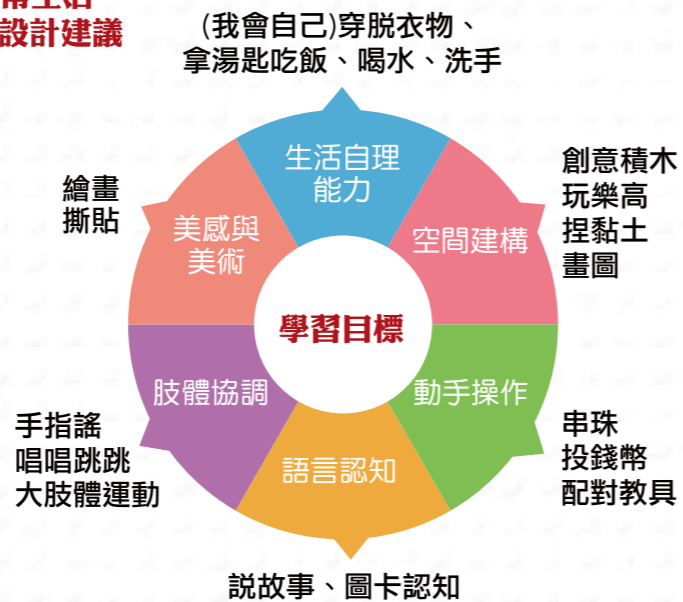 設計建議
(我會自己)穿脱衣物、
拿湯匙吃飯、喝水、洗手
生活自理
能力
創意積木
玩樂高
捏黏土
畫圖
空間建構
繪畫
撕貼
美感與
美術
學習目標
肢體協調
動手操作
手指謠
唱唱跳跳
大肢體運動
串珠
投錢幣
配對教具
語言認知
説故事、圖卡認知